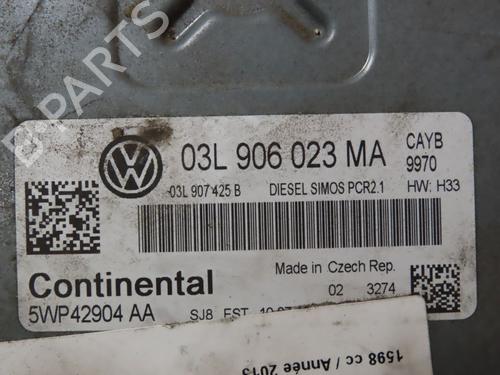 B PARTS
VW
03L 906 023 MA
CAYB
9970
03L 907 425 B
DIESEL SIMOS PCR2.1
HW: H33
Made in Czech Rep.
Continental
02 3274
5WP42904 AA
SJ8 EST
1598 cc / Année 2013